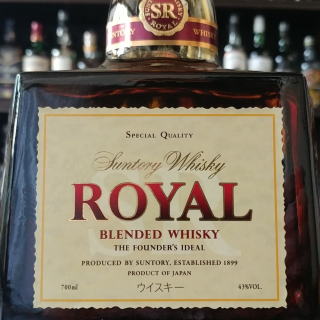 SUNTORY
SR
ROYAL
WHISKY
SPECIAL QUALITY
Suntory Whisky
ROYAL
BLENDED WHISKY
THE FOUNDER'S IDEAL
PRODUCED BY SUNTORY, ESTABLISHED 1899
PRODUCT OF JAPAN
700ml ウイスキー 43%VOL.